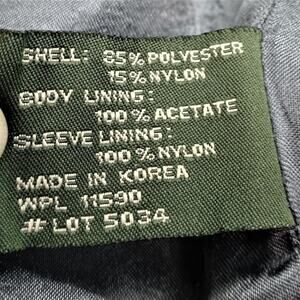 SHELL: 85% POLYESTER
15% NYLON
BODY LINING:
100% ACETATE
SLEEVE LINING:
100% NYLON
MADE IN KOREA
WPL 11590
# LOT 5034